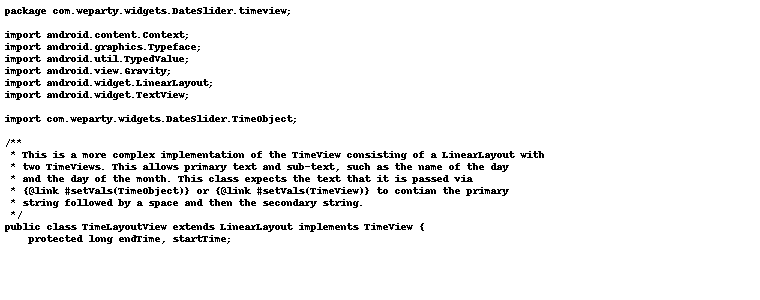 package com.weparty.widgets.DateSlider.timeview;

import android.content.Context;
import android.graphics.Typeface;
import android.util.TypedValue;
import android.view.Gravity;
import android.widget.LinearLayout;
import android.widget.TextView;

import com.weparty.widgets.DateSlider.TimeObject;

/**
 * This is a more complex implementation of the TimeView consisting of a LinearLayout with
 * two TimeViews. This allows primary text and sub-text, such as the name of the day
 * and the day of the month. This class expects the text that it is passed via
 * {@link #setVals(TimeObject)} or {@link #setVals(TimeView)} to contian the primary
 * string followed by a space and then the secondary string.
 */
public class TimeLayoutView extends LinearLayout implements TimeView {
    protected long endTime, startTime;